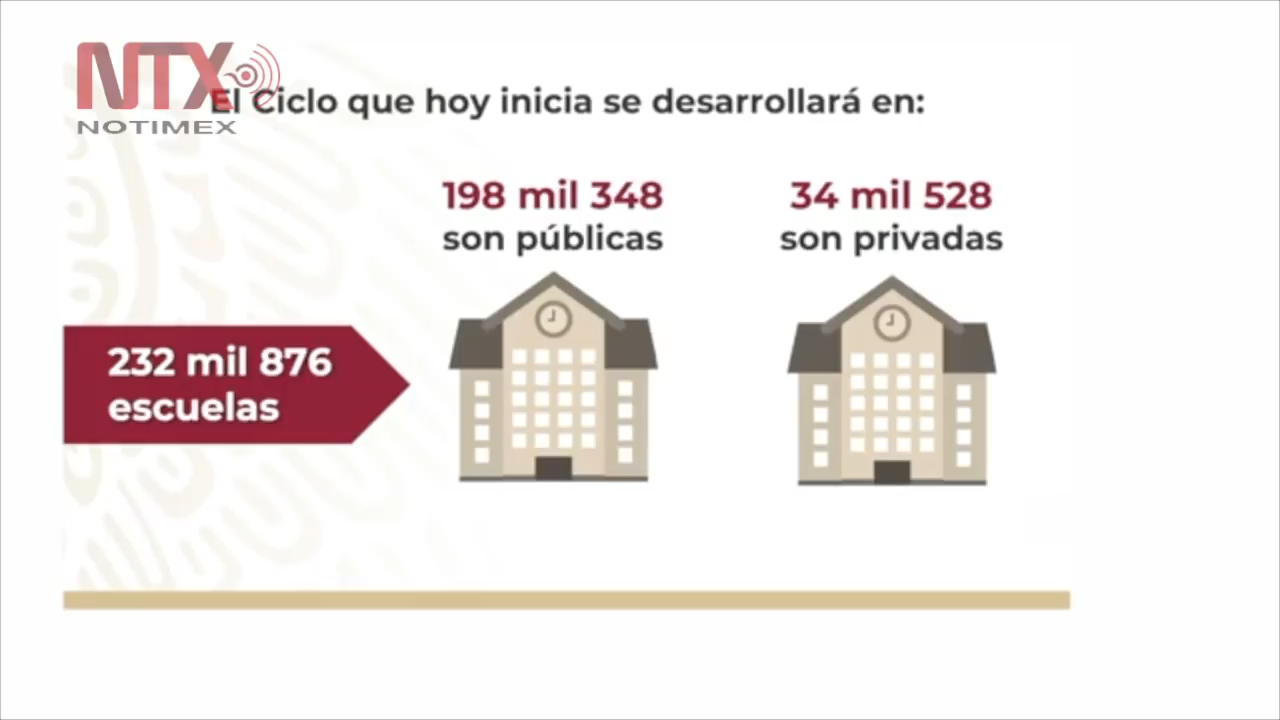 NTX
NOTIMEX
El Ciclo que hoy inicia se desarrollará en:
198 mil 348
son públicas
34 mil 528
son privadas
232 mil 876
escuelas